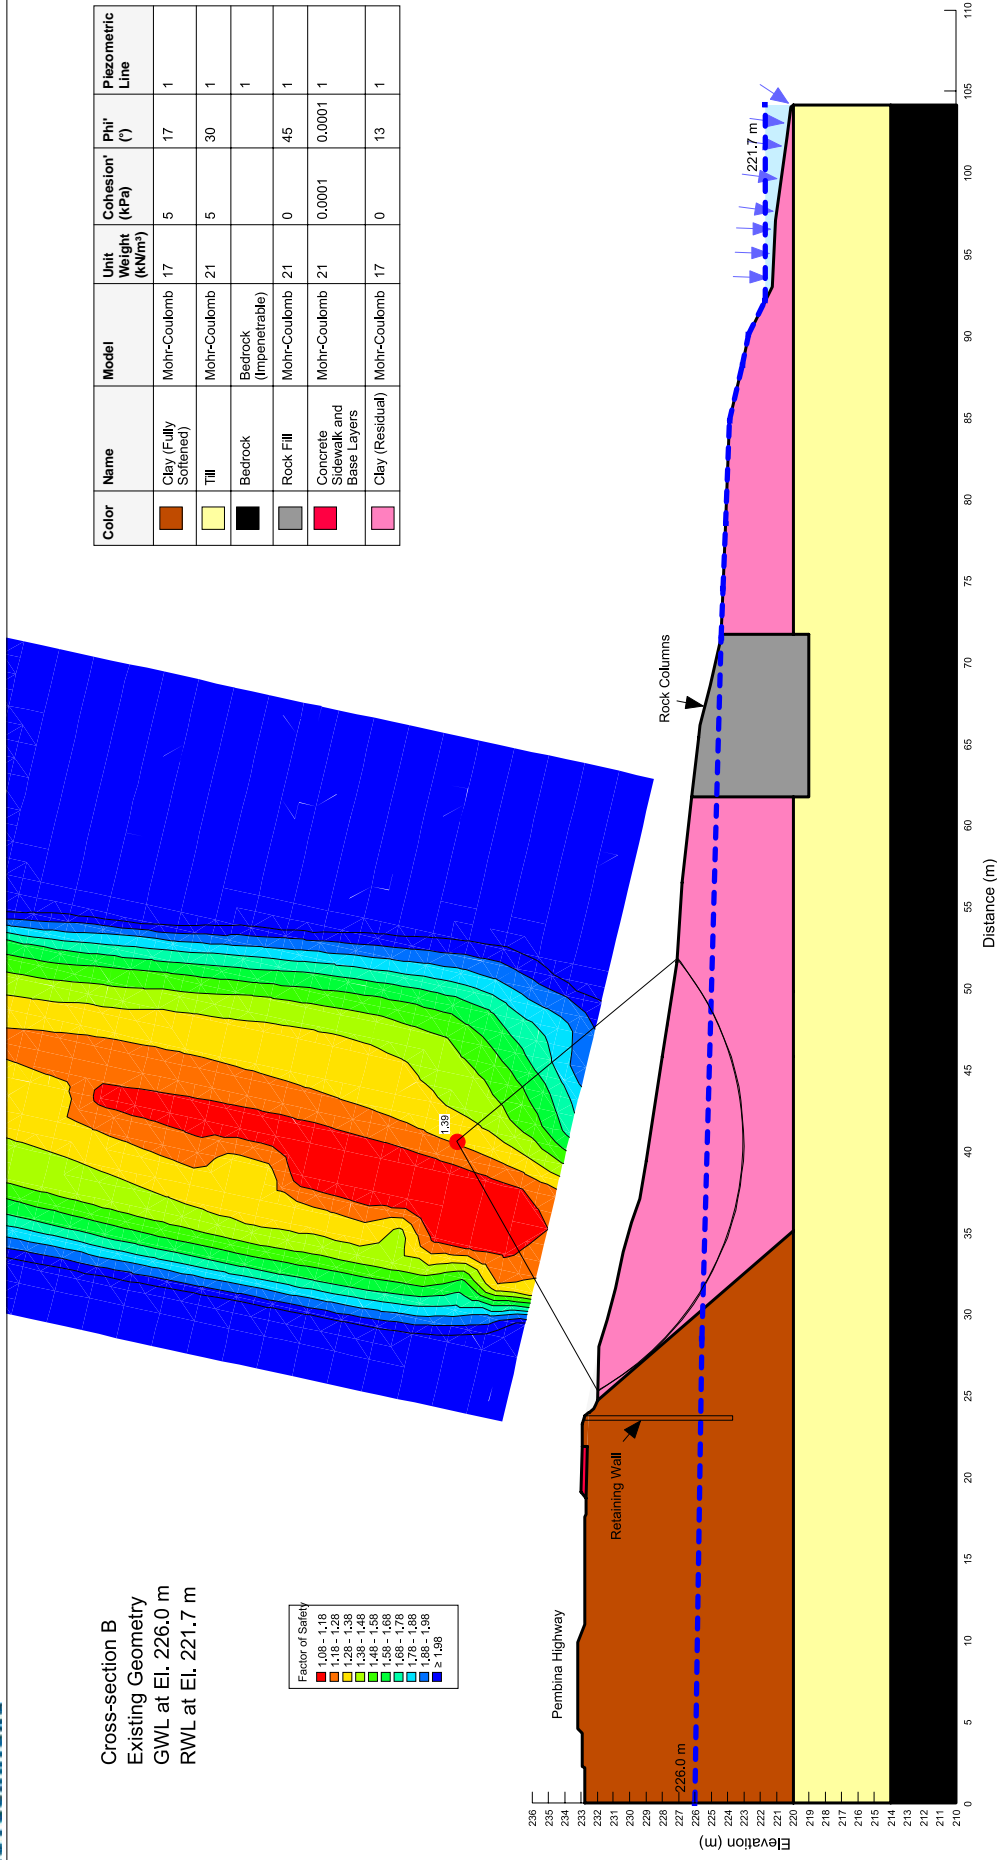 Cross-section B
Existing Geometry
GWL at El. 226.0 m
RWL at El. 221.7 m
Factor of Safety
1.08 - 1.18
1.18 - 1.28
1.28 - 1.38
1.38 - 1.48
1.48 - 1.58
1.58 - 1.68
1.68 - 1.78
1.78 - 1.88
1.88 - 1.98
≥ 1.98
Color Name Model Unit Weight (kN/m³) Cohesion' (kPa) Phi' (°) Piezometric Line
Clay (Fully Softened) Mohr-Coulomb 17 5 17 1
Till Mohr-Coulomb 21 5 30 1
Bedrock Bedrock (Impenetrable) 1
Rock Fill Mohr-Coulomb 21 0 45 1
Concrete Sidewalk and Base Layers Mohr-Coulomb 21 0.0001 0.0001 1
Clay (Residual) Mohr-Coulomb 17 0 13 1
1.39
Pembina Highway
Retaining Wall
Rock Columns
226.0 m
221.7 m
Elevation (m)
236
235
234
233
232
231
230
229
228
227
226
225
224
223
222
221
220
219
218
217
216
215
214
213
212
211
210
0 5 10 15 20 25 30 35 40 45 50 55 60 65 70 75 80 85 90 95 100 105 110
Distance (m)